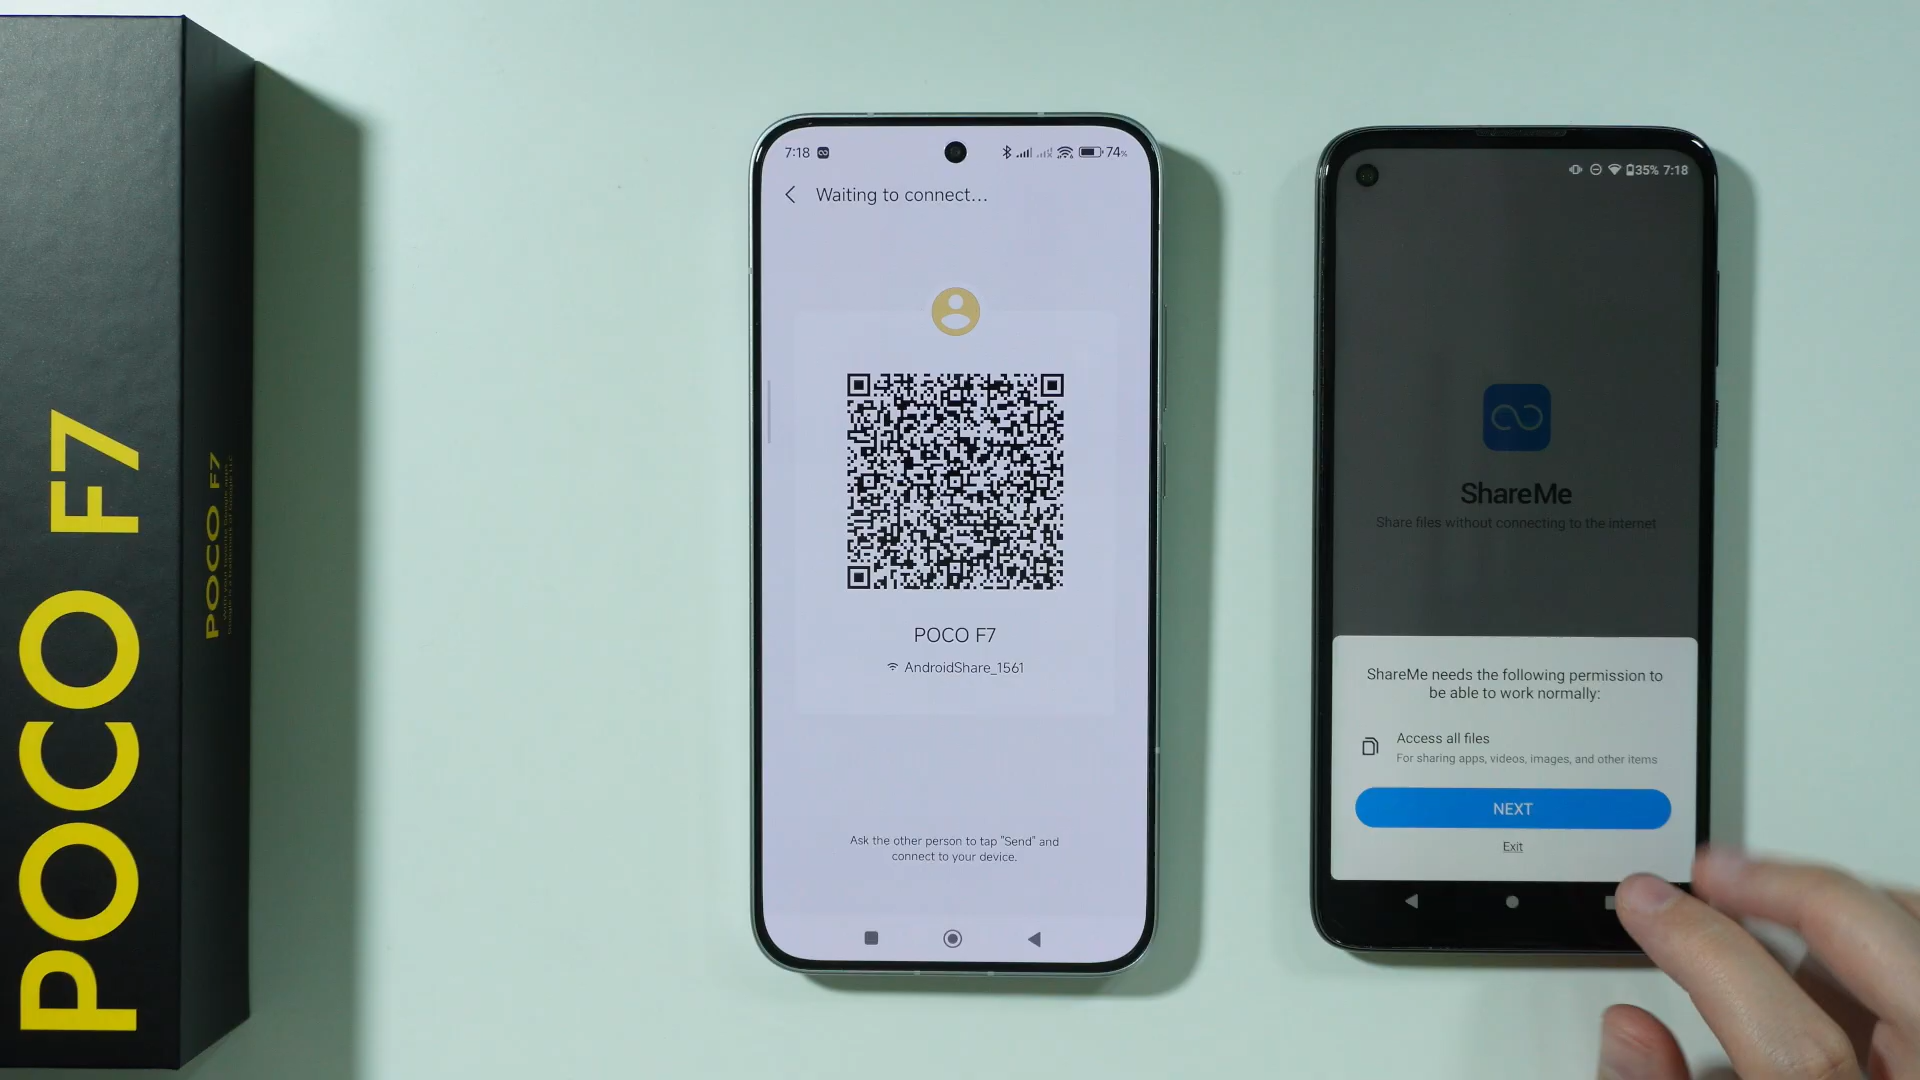 POCO F7
POCO F7
7:18
74%
Waiting to connect...
POCO F7
AndroidShare_1561
Ask the other person to tap "Send" and
connect to your device.
35% 7:18
ShareMe
Share files without connecting to the internet
ShareMe needs the following permission to
be able to work normally:
Access all files
For sharing apps, videos, images, and other items
NEXT
Exit